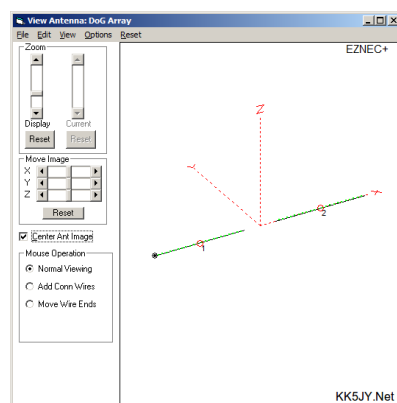 View Antenna: DoG Array
File Edit View Options Reset
EZNEC+
Zoom
Display Current
Reset Reset
Move Image
X
Y
Z
Reset
Center Ant Image
Mouse Operation
Normal Viewing
Add Conn Wires
Move Wire Ends
Z
Y
X
1
2
KK5JY.Net